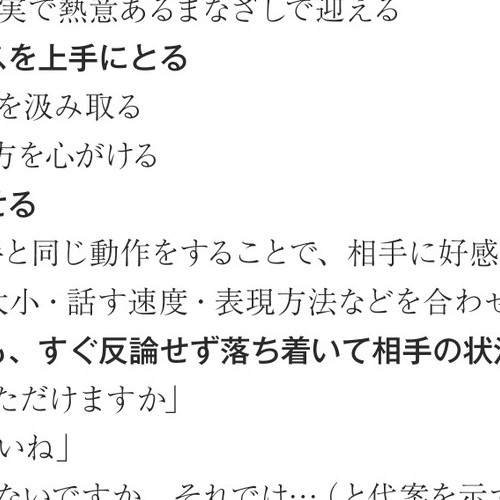 実で熱意あるまなざしで迎える
スを上手にとる
を汲み取る
方を心がける
せる
と同じ動作をすることで、相手に好感
大小・話す速度・表現方法などを合わせ
も、すぐ反論せず落ち着いて相手の状況
ただけますか」
いね」
ないですか。それでは…（と代案を示す